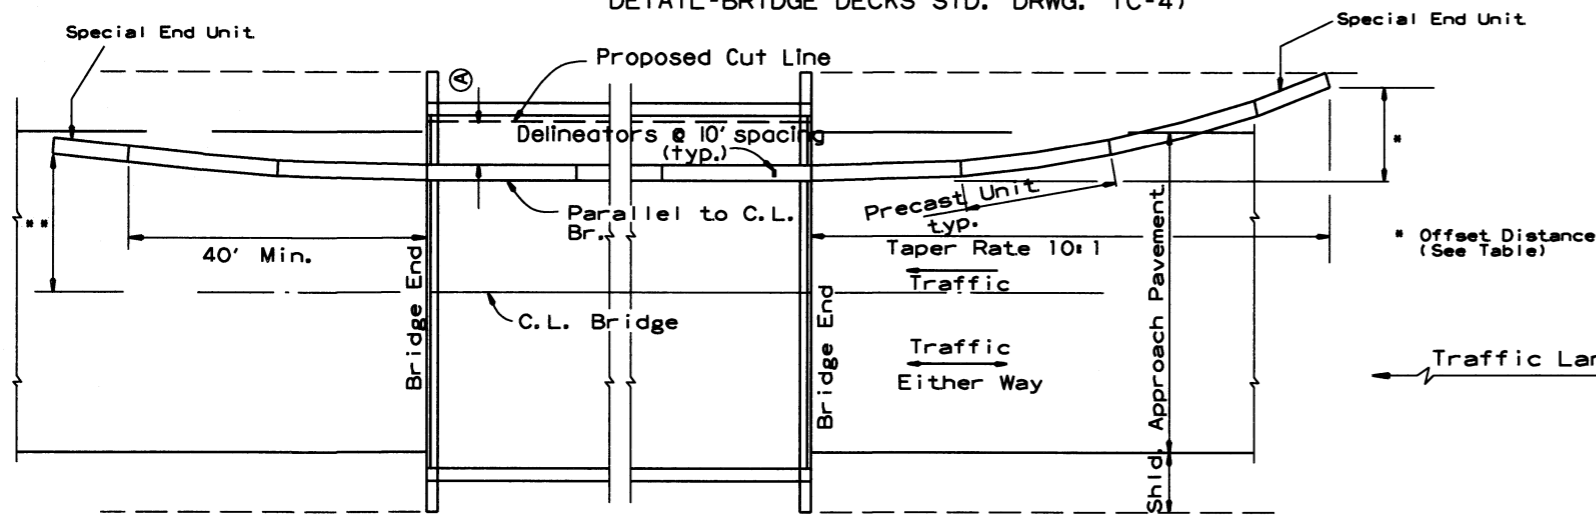 DETAIL-BRIDGE DECKS STD. DRWG. TC-4)
Special End Unit
Special End Unit
A
Proposed Cut Line
Delineators @ 10' spacing
(typ.)
*
Precast Unit
typ.
Parallel to C.L.
Br.
**
40' Min.
Taper Rate 10:1
* Offset Distance
(See Table)
Traffic
C.L. Bridge
Bridge End
Bridge End
Traffic
Either Way
Shld.
Approach Pavement
Traffic Lan